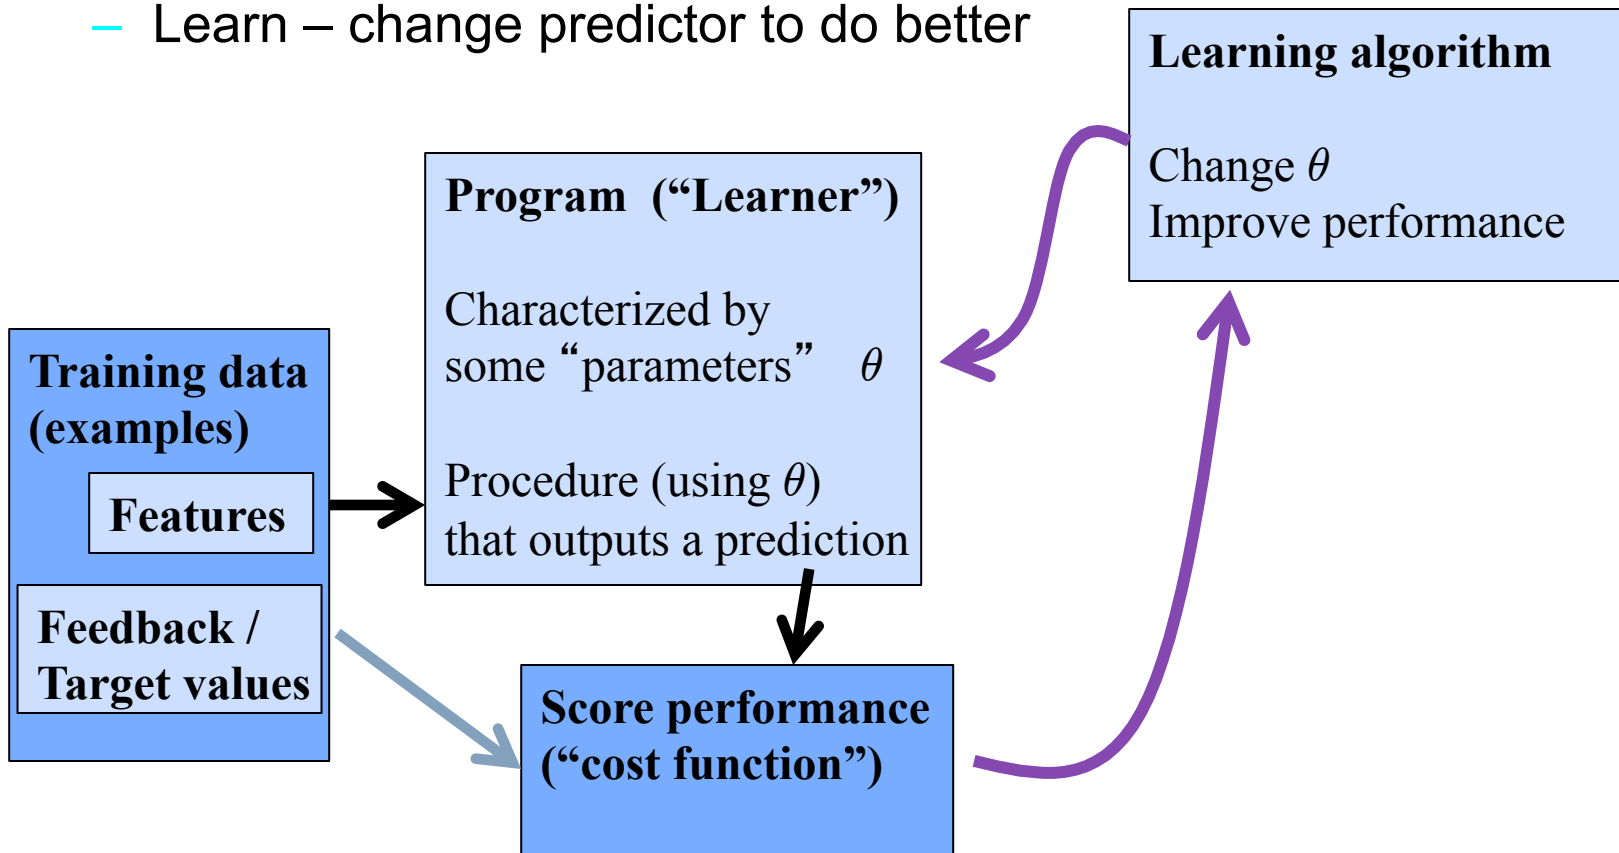 – Learn – change predictor to do better
Learning algorithm
Change θ
Improve performance
Program (“Learner”)
Characterized by
some “parameters” θ
Procedure (using θ)
that outputs a prediction
Training data
(examples)
Features
Feedback /
Target values
Score performance
(“cost function”)